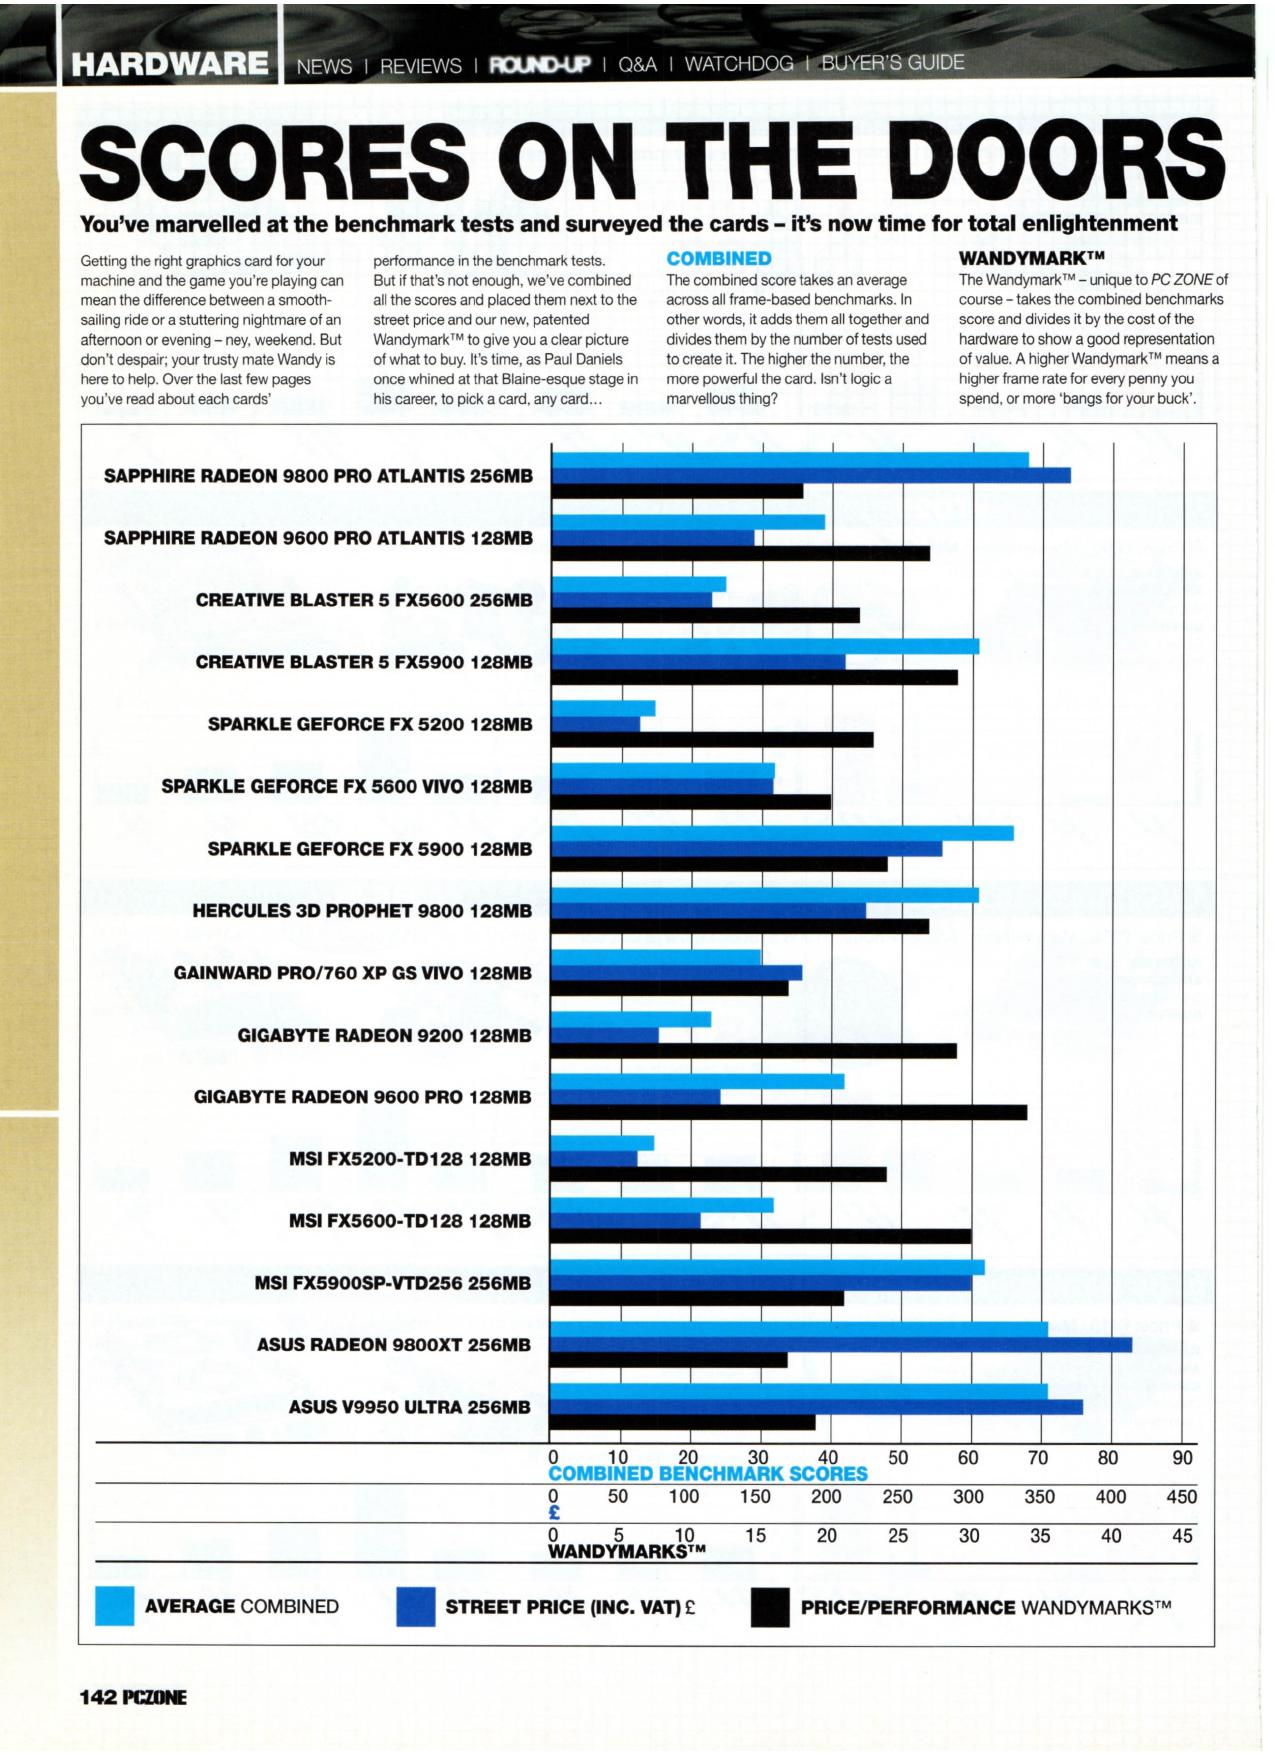 HARDWARE
NEWS | REVIEWS | ROUND-UP | Q&A | WATCHDOG | BUYER'S GUIDE
SCORES ON THE DOORS
You've marvelled at the benchmark tests and surveyed the cards – it's now time for total enlightenment
Getting the right graphics card for your
machine and the game you're playing can
mean the difference between a smooth-
sailing ride or a stuttering nightmare of an
afternoon or evening – ney, weekend. But
don't despair; your trusty mate Wandy is
here to help. Over the last few pages
you've read about each cards'
performance in the benchmark tests.
But if that's not enough, we've combined
all the scores and placed them next to the
street price and our new, patented
Wandymark™ to give you a clear picture
of what to buy. It's time, as Paul Daniels
once whined at that Blaine-esque stage in
his career, to pick a card, any card...
COMBINED
The combined score takes an average
across all frame-based benchmarks. In
other words, it adds them all together and
divides them by the number of tests used
to create it. The higher the number, the
more powerful the card. Isn't logic a
marvellous thing?
WANDYMARK™
The Wandymark™ – unique to PC ZONE of
course – takes the combined benchmarks
score and divides it by the cost of the
hardware to show a good representation
of value. A higher Wandymark™ means a
higher frame rate for every penny you
spend, or more 'bangs for your buck'.
SAPPHIRE RADEON 9800 PRO ATLANTIS 256MB
SAPPHIRE RADEON 9600 PRO ATLANTIS 128MB
CREATIVE BLASTER 5 FX5600 256MB
CREATIVE BLASTER 5 FX5900 128MB
SPARKLE GEFORCE FX 5200 128MB
SPARKLE GEFORCE FX 5600 VIVO 128MB
SPARKLE GEFORCE FX 5900 128MB
HERCULES 3D PROPHET 9800 128MB
GAINWARD PRO/760 XP GS VIVO 128MB
GIGABYTE RADEON 9200 128MB
GIGABYTE RADEON 9600 PRO 128MB
MSI FX5200-TD128 128MB
MSI FX5600-TD128 128MB
MSI FX5900SP-VTD256 256MB
ASUS RADEON 9800XT 256MB
ASUS V9950 ULTRA 256MB
0 10 20 30 40 50 60 70 80 90
COMBINED BENCHMARK SCORES
0 50 100 150 200 250 300 350 400 450
£
0 5 10 15 20 25 30 35 40 45
WANDYMARKS™
AVERAGE COMBINED
STREET PRICE (INC. VAT) £
PRICE/PERFORMANCE WANDYMARKS™
142 PCZONE